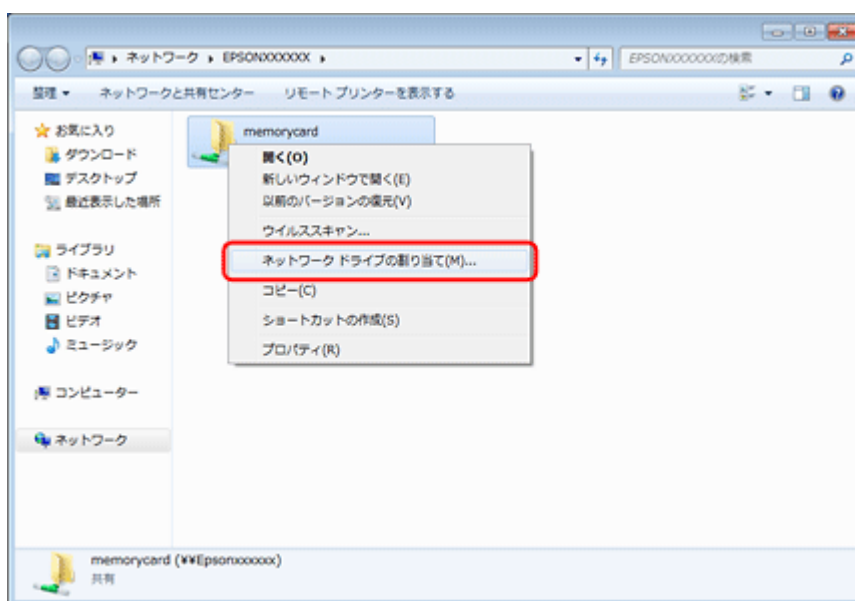 ネットワーク EPSONXXXXXX
EPSONXXXXXXの検索
整理 ネットワークと共有センター リモート プリンターを表示する
お気に入り
ダウンロード
デスクトップ
最近表示した場所
ライブラリ
ドキュメント
ピクチャ
ビデオ
ミュージック
コンピューター
ネットワーク
memorycard
開く(O)
新しいウィンドウで開く(E)
以前のバージョンの復元(V)
ウイルススキャン...
ネットワーク ドライブの割り当て(M)...
コピー(C)
ショートカットの作成(S)
プロパティ(R)
memorycard (¥¥Epsonxxxxxx)
共有